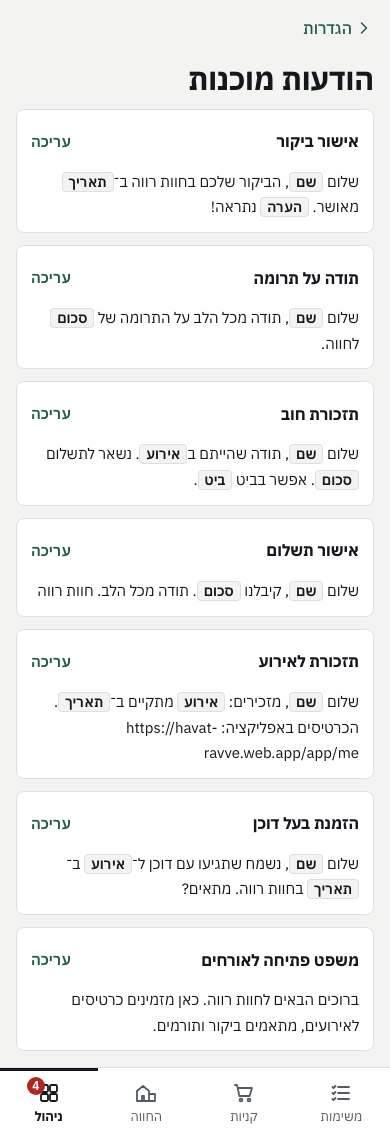 הגדרות
הודעות מוכנות
אישור ביקור
עריכה
שלום שם, הביקור שלכם בחוות רווה ב־תאריך
מאושר. הערה נתראה!
תודה על תרומה
עריכה
שלום שם, תודה מכל הלב על התרומה של סכום
לחווה.
תזכורת חוב
עריכה
שלום שם, תודה שהייתם באירוע. נשאר לתשלום
סכום. אפשר בביט ביט.
אישור תשלום
עריכה
שלום שם, קיבלנו סכום. תודה מכל הלב. חוות רווה
תזכורת לאירוע
עריכה
שלום שם, מזכירים: אירוע מתקיים ב־תאריך.
הכרטיסים באפליקציה: https://havat-
ravve.web.app/app/me
הזמנת בעל דוכן
עריכה
שלום שם, נשמח שתגיעו עם דוכן ל־אירוע ב־
תאריך בחוות רווה. מתאים?
משפט פתיחה לאורחים
עריכה
ברוכים הבאים לחוות רווה. כאן מזמינים כרטיסים
לאירועים, מתאמים ביקור ותורמים.
משימות
קניות
החווה
4
ניהול